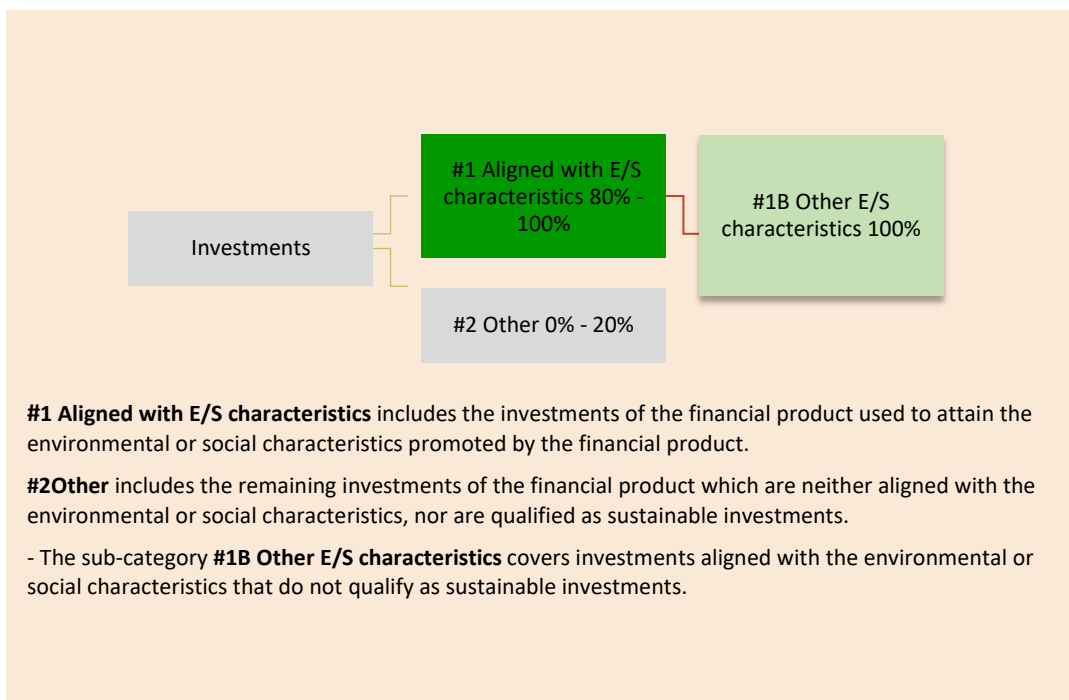 #1 Aligned with E/S
characteristics 80% -
100%
#1B Other E/S
characteristics 100%
Investments
#2 Other 0% - 20%
#1 Aligned with E/S characteristics includes the investments of the financial product used to attain the
environmental or social characteristics promoted by the financial product.
#2Other includes the remaining investments of the financial product which are neither aligned with the
environmental or social characteristics, nor are qualified as sustainable investments.
- The sub-category #1B Other E/S characteristics covers investments aligned with the environmental or
social characteristics that do not qualify as sustainable investments.